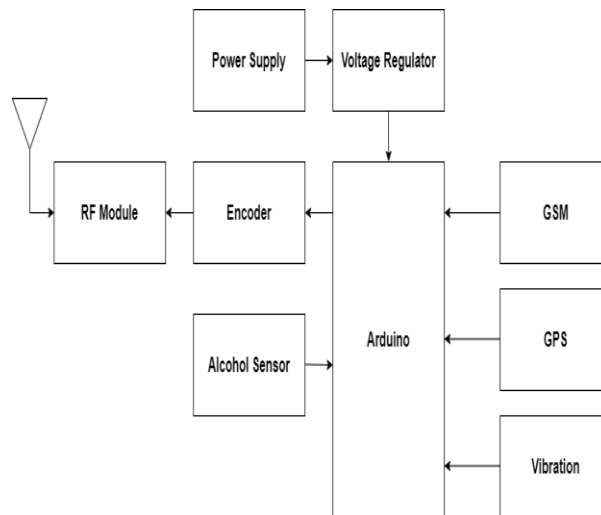 Power Supply
Voltage Regulator
RF Module
Encoder
GSM
Arduino
GPS
Alcohol Sensor
Vibration